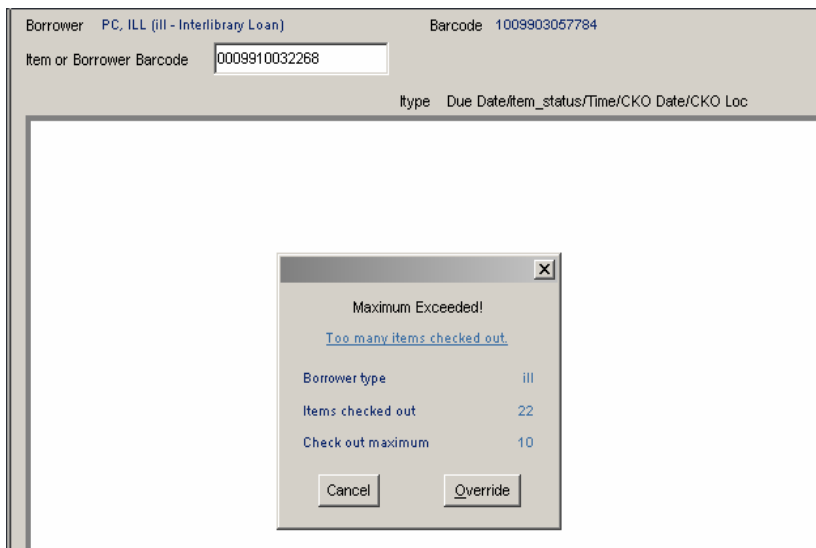 Borrower PC, ILL (ill - Interlibrary Loan) Barcode 1009903057784
Item or Borrower Barcode 0009910032268
Itype Due Date/item_status/Time/CKO Date/CKO Loc
Maximum Exceeded!
Too many items checked out.
Borrower type ill
Items checked out 22
Check out maximum 10
Cancel Override